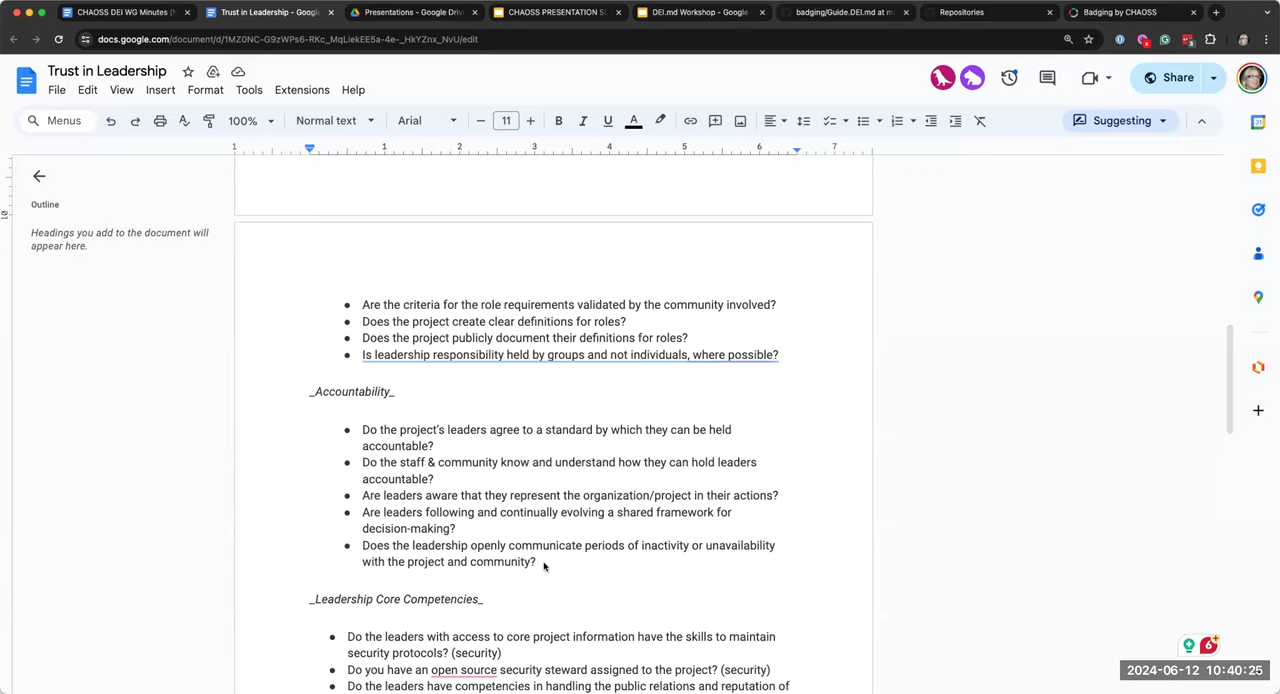 CHAOSS DEI WG Minutes (
Trust in Leadership - Google
Presentations - Google Driv
CHAOSS PRESENTATION S
DEI.md Workshop - Google
badging/Guide.DEI.md at m
Repositories
Badging by CHAOSS
docs.google.com/document/d/1MZ0NC-G9zWPs6-RKc_MqLiekEE5a-4e-_HkYZnx_NvU/edit
Trust in Leadership
Share
File Edit View Insert Format Tools Extensions Help
Menus 100% Normal text Arial 11 B I U A Suggesting
1 1 2 3 4 5 6 7
Outline
Headings you add to the document will
appear here.
Are the criteria for the role requirements validated by the community involved?
Does the project create clear definitions for roles?
Does the project publicly document their definitions for roles?
Is leadership responsibility held by groups and not individuals, where possible?
_Accountability_
Do the project's leaders agree to a standard by which they can be held
accountable?
Do the staff & community know and understand how they can hold leaders
accountable?
Are leaders aware that they represent the organization/project in their actions?
Are leaders following and continually evolving a shared framework for
decision-making?
Does the leadership openly communicate periods of inactivity or unavailability
with the project and community?
_Leadership Core Competencies_
Do the leaders with access to core project information have the skills to maintain
security protocols? (security)
Do you have an open source security steward assigned to the project? (security)
Do the leaders have competencies in handling the public relations and reputation of
6
2024-06-12 10:40:25